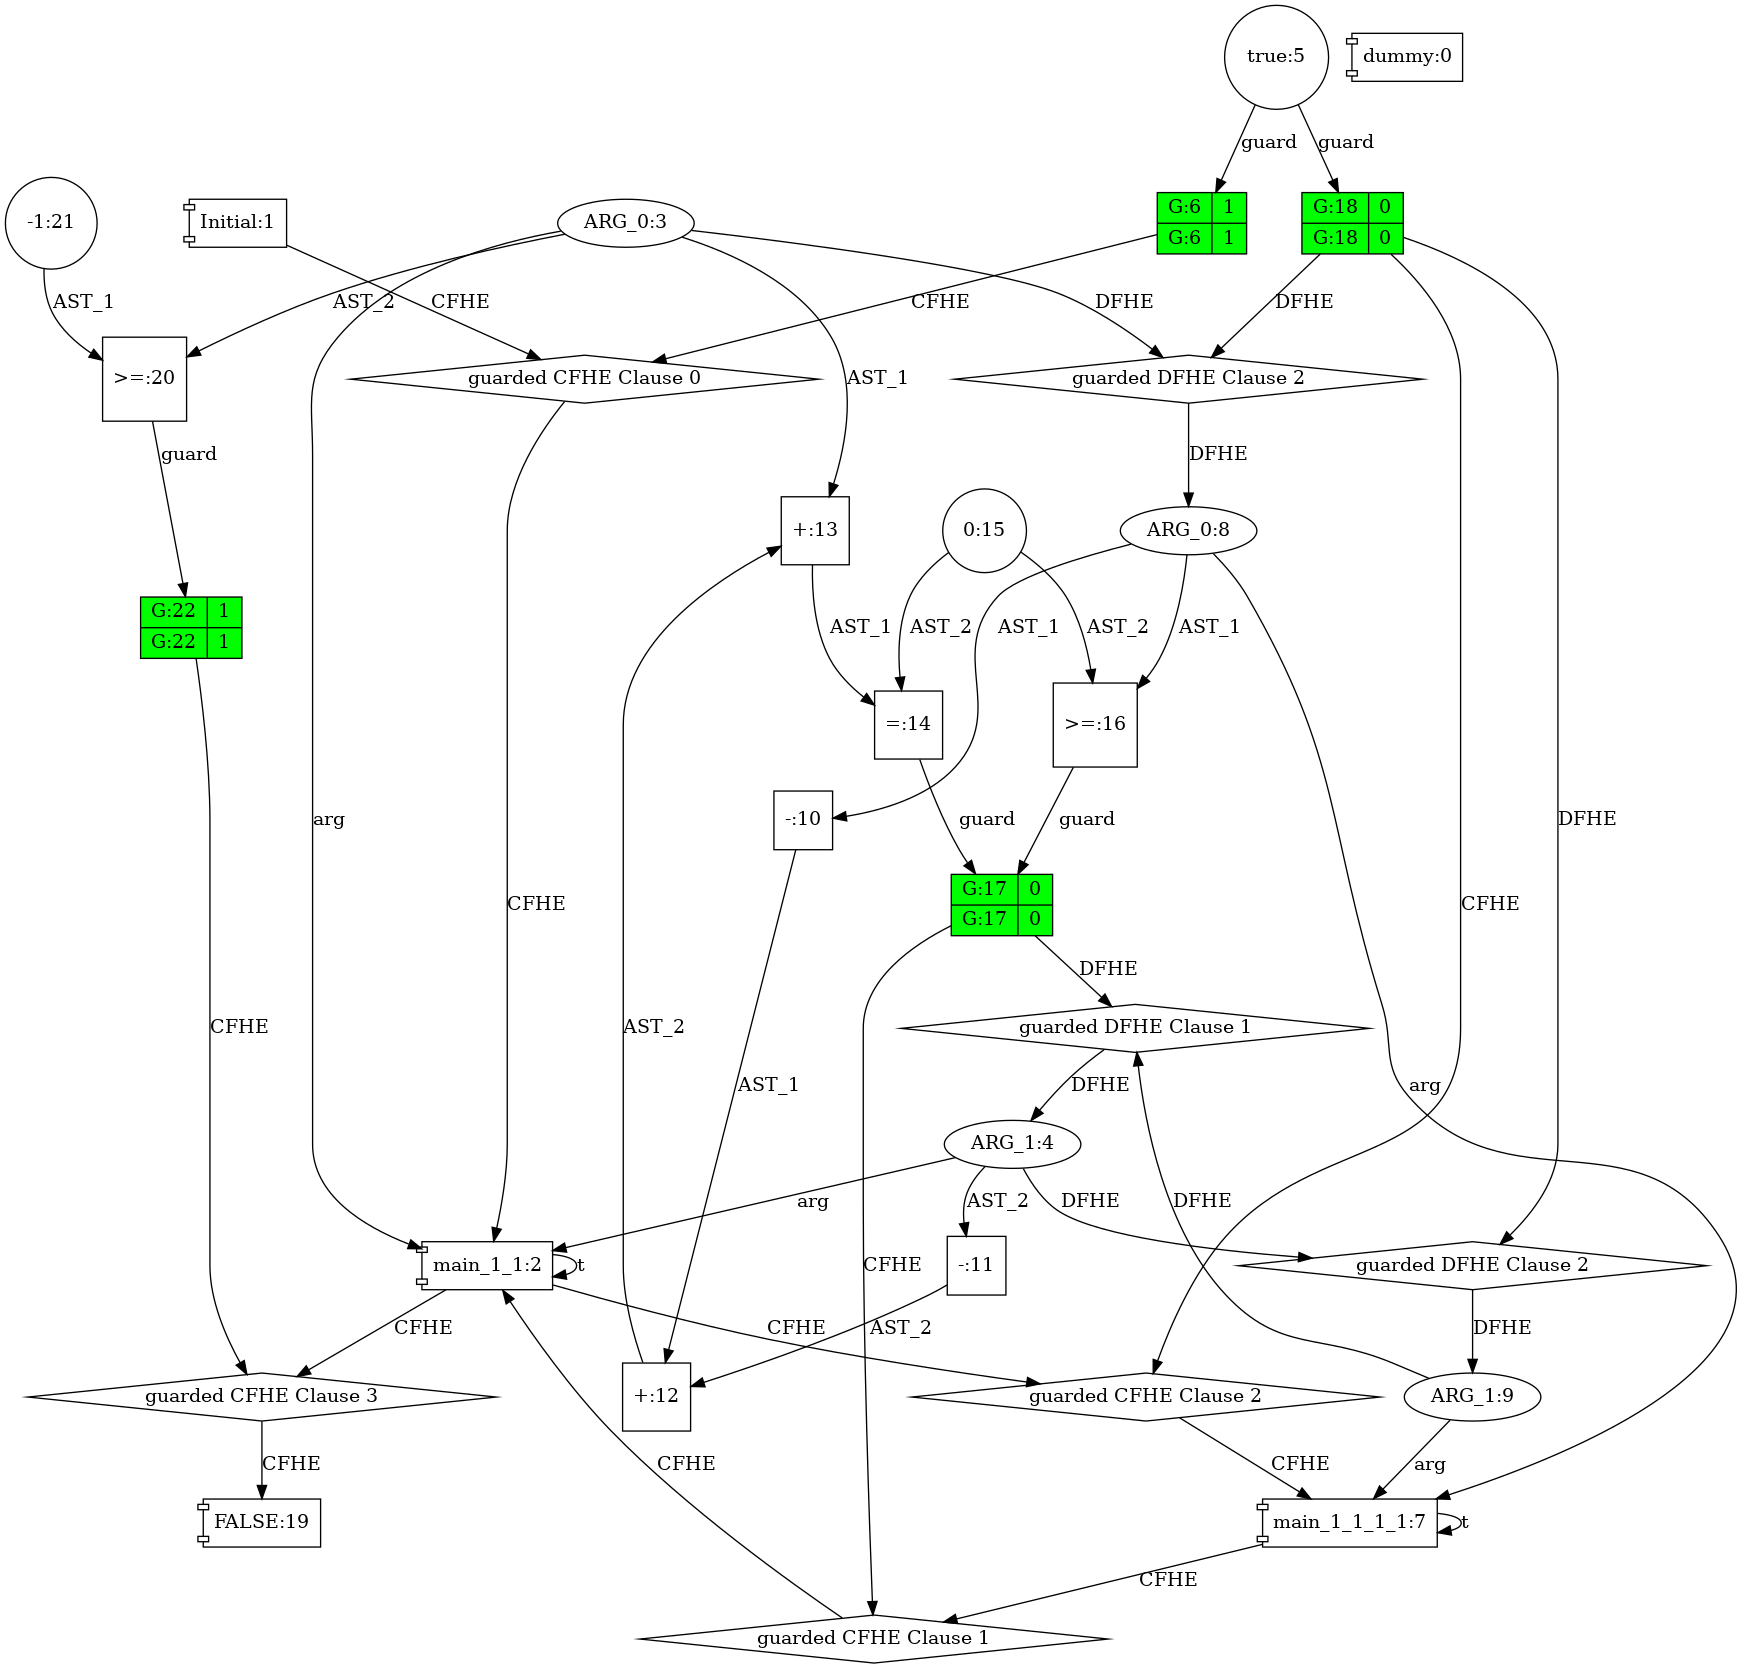 true:5
dummy:0
guard
guard
-1:21
Initial:1
ARG_0:3
G:6 1
G:6 1
G:18 0
G:18 0
AST_1
AST_2
CFHE
CFHE
DFHE
DFHE
>=:20
guarded CFHE Clause 0
AST_1
guarded DFHE Clause 2
guard
DFHE
+:13
0:15
ARG_0:8
G:22 1
G:22 1
AST_1
AST_2
AST_1
AST_2
AST_1
=:14
>=:16
arg
-:10
guard
guard
DFHE
CFHE
G:17 0
G:17 0
CFHE
DFHE
CFHE
AST_2
guarded DFHE Clause 1
AST_1
DFHE
arg
ARG_1:4
arg
AST_2
DFHE
DFHE
main_1_1:2
t
CFHE
-:11
guarded DFHE Clause 2
CFHE
CFHE
AST_2
DFHE
guarded CFHE Clause 3
+:12
guarded CFHE Clause 2
ARG_1:9
CFHE
CFHE
CFHE
arg
FALSE:19
main_1_1_1_1:7
t
CFHE
guarded CFHE Clause 1